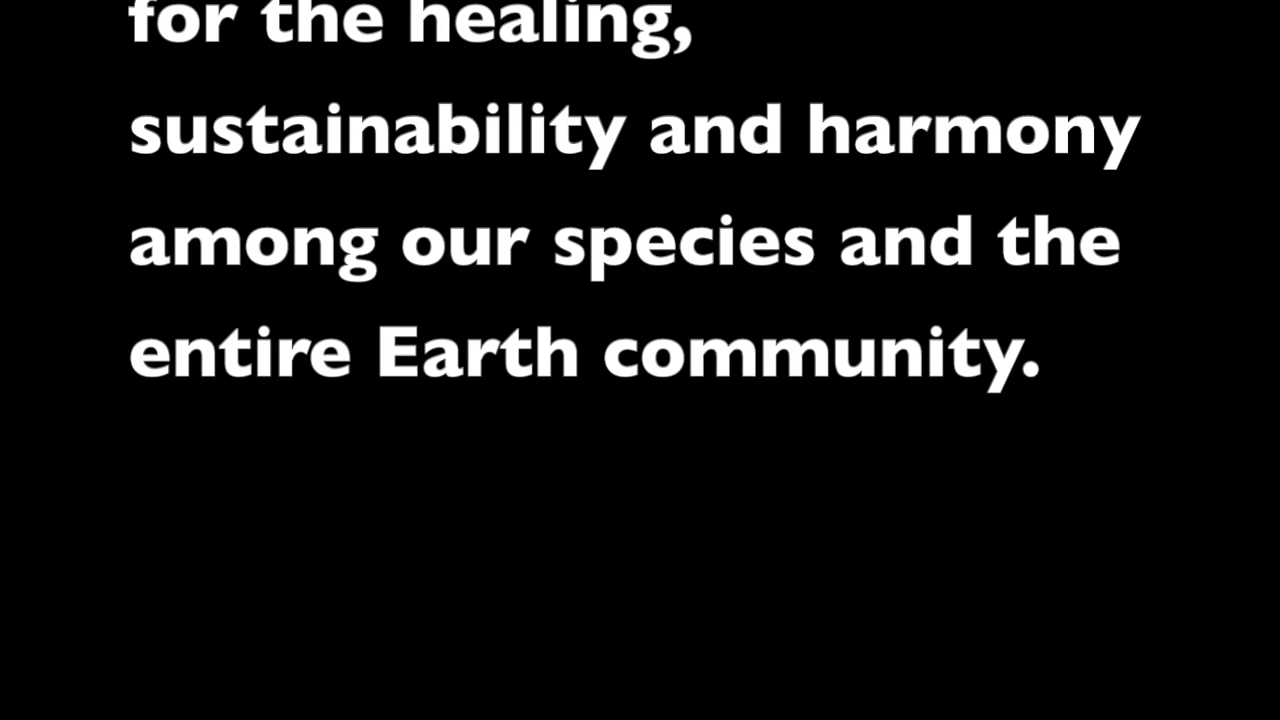 for the healing,
sustainability and harmony
among our species and the
entire Earth community.